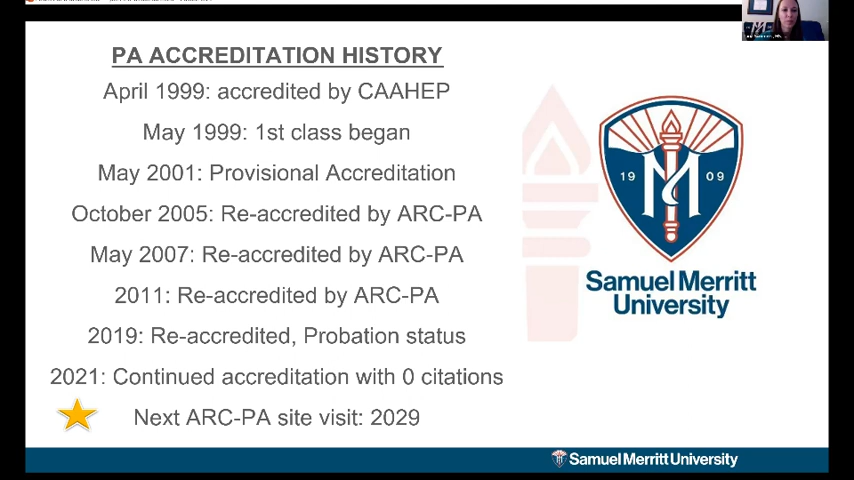 PA ACCREDITATION HISTORY
April 1999: accredited by CAAHEP
May 1999: 1st class began
May 2001: Provisional Accreditation
October 2005: Re-accredited by ARC-PA
May 2007: Re-accredited by ARC-PA
2011: Re-accredited by ARC-PA
2019: Re-accredited, Probation status
2021: Continued accreditation with 0 citations
Next ARC-PA site visit: 2029
19 M 09
Samuel Merritt
University
Samuel Merritt University